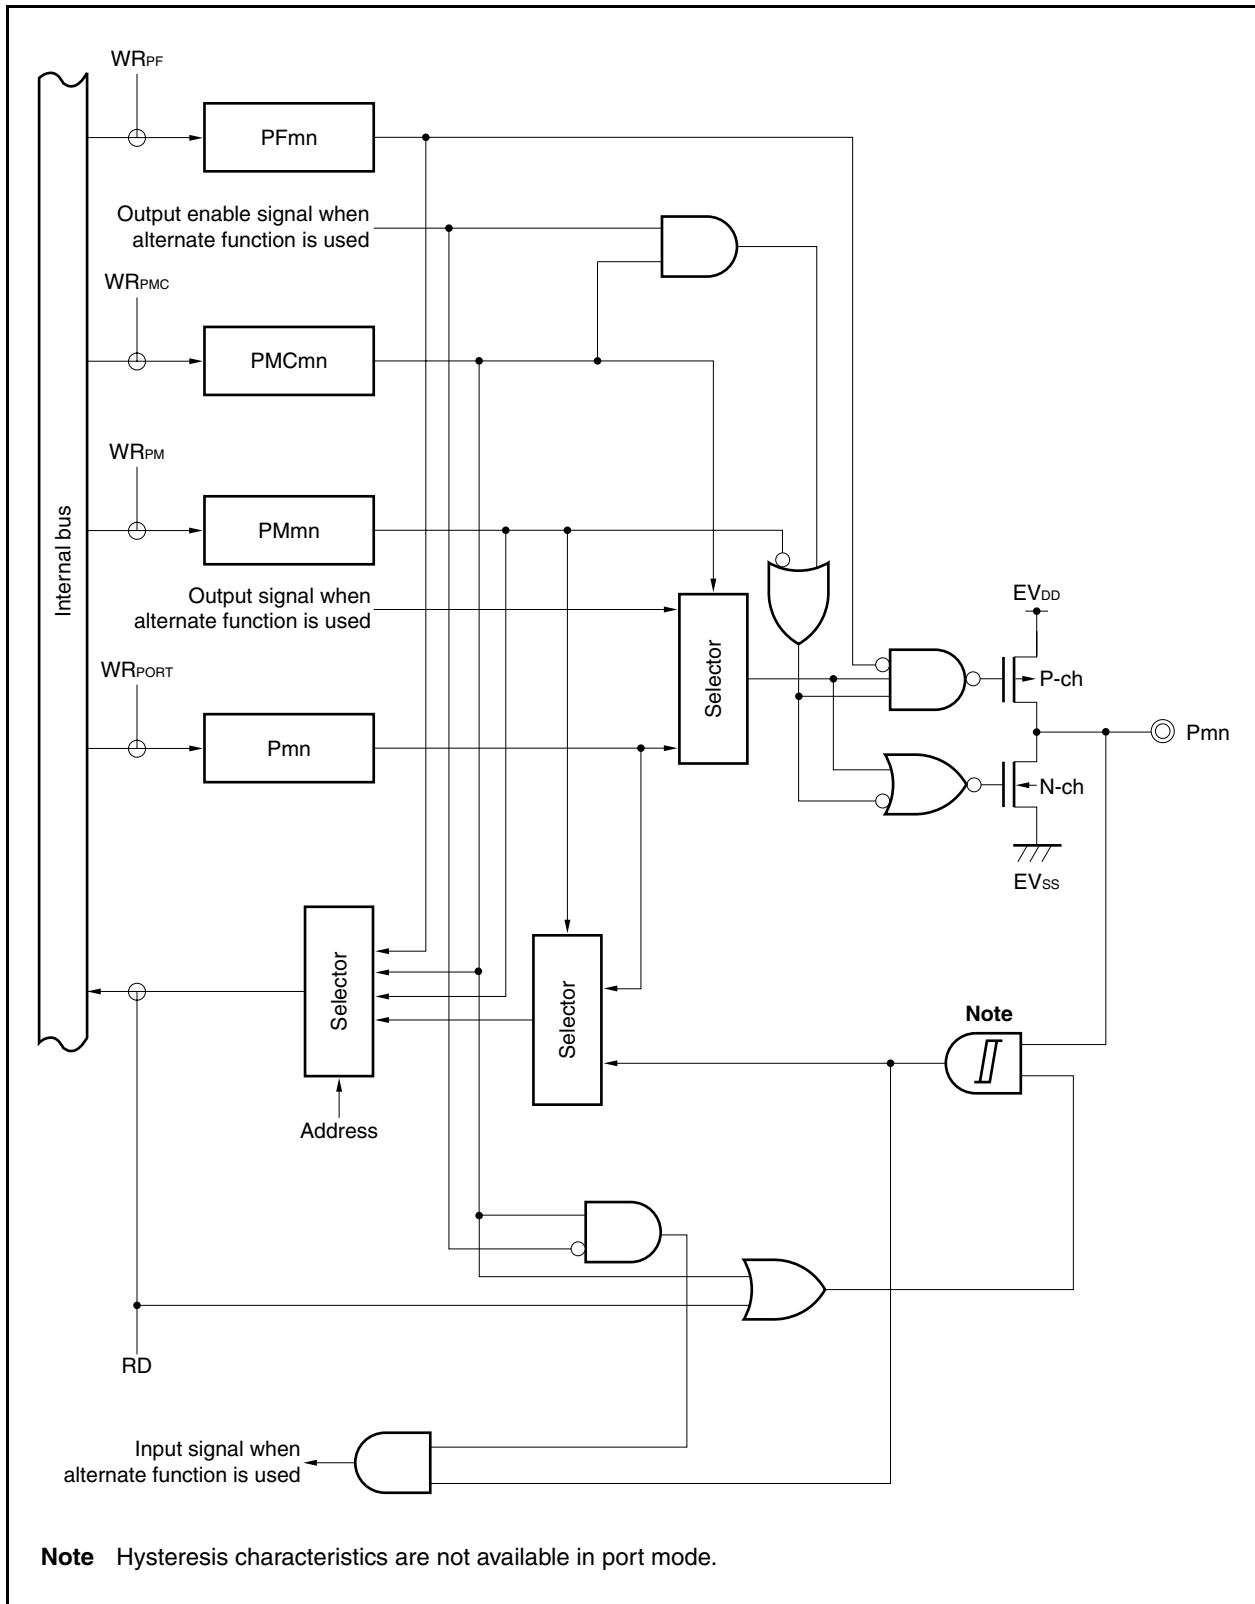 WRPF
PFmn
Output enable signal when
alternate function is used
WRPMC
PMCmn
WRPM
PMmn
Internal bus
Output signal when
alternate function is used
EVDD
Selector
P-ch
WRPORT
Pmn
Pmn
N-ch
EVSS
Selector
Selector
Note
Address
RD
Input signal when
alternate function is used
Note Hysteresis characteristics are not available in port mode.